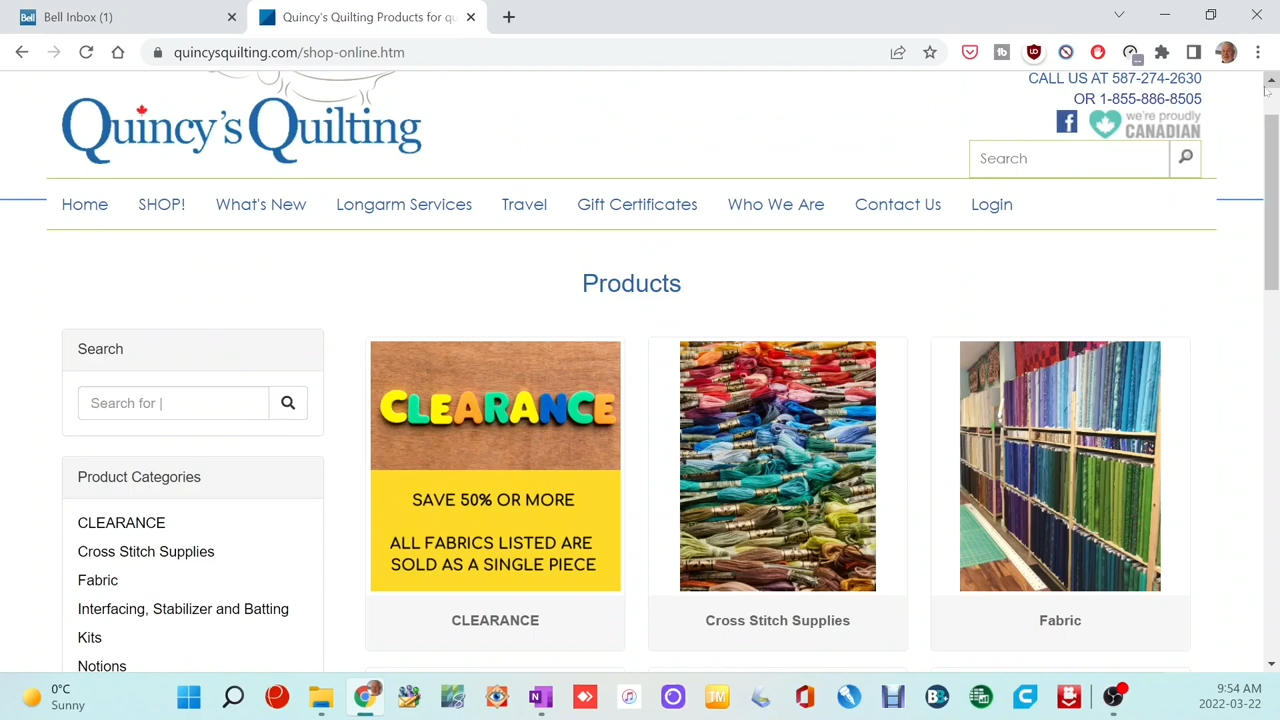 Bell Bell Inbox (1)
Quincy's Quilting Products for qu
quincysquilting.com/shop-online.htm
Quincy's Quilting
CALL US AT 587-274-2630
OR 1-855-886-8505
we're proudly
CANADIAN
Search
Home SHOP! What's New Longarm Services Travel Gift Certificates Who We Are Contact Us Login
Products
Search
Search for |
Product Categories
CLEARANCE
Cross Stitch Supplies
Fabric
Interfacing, Stabilizer and Batting
Kits
Notions
CLEARANCE
SAVE 50% OR MORE
ALL FABRICS LISTED ARE
SOLD AS A SINGLE PIECE
CLEARANCE
Cross Stitch Supplies
Fabric
0°C
Sunny
9:54 AM
2022-03-22